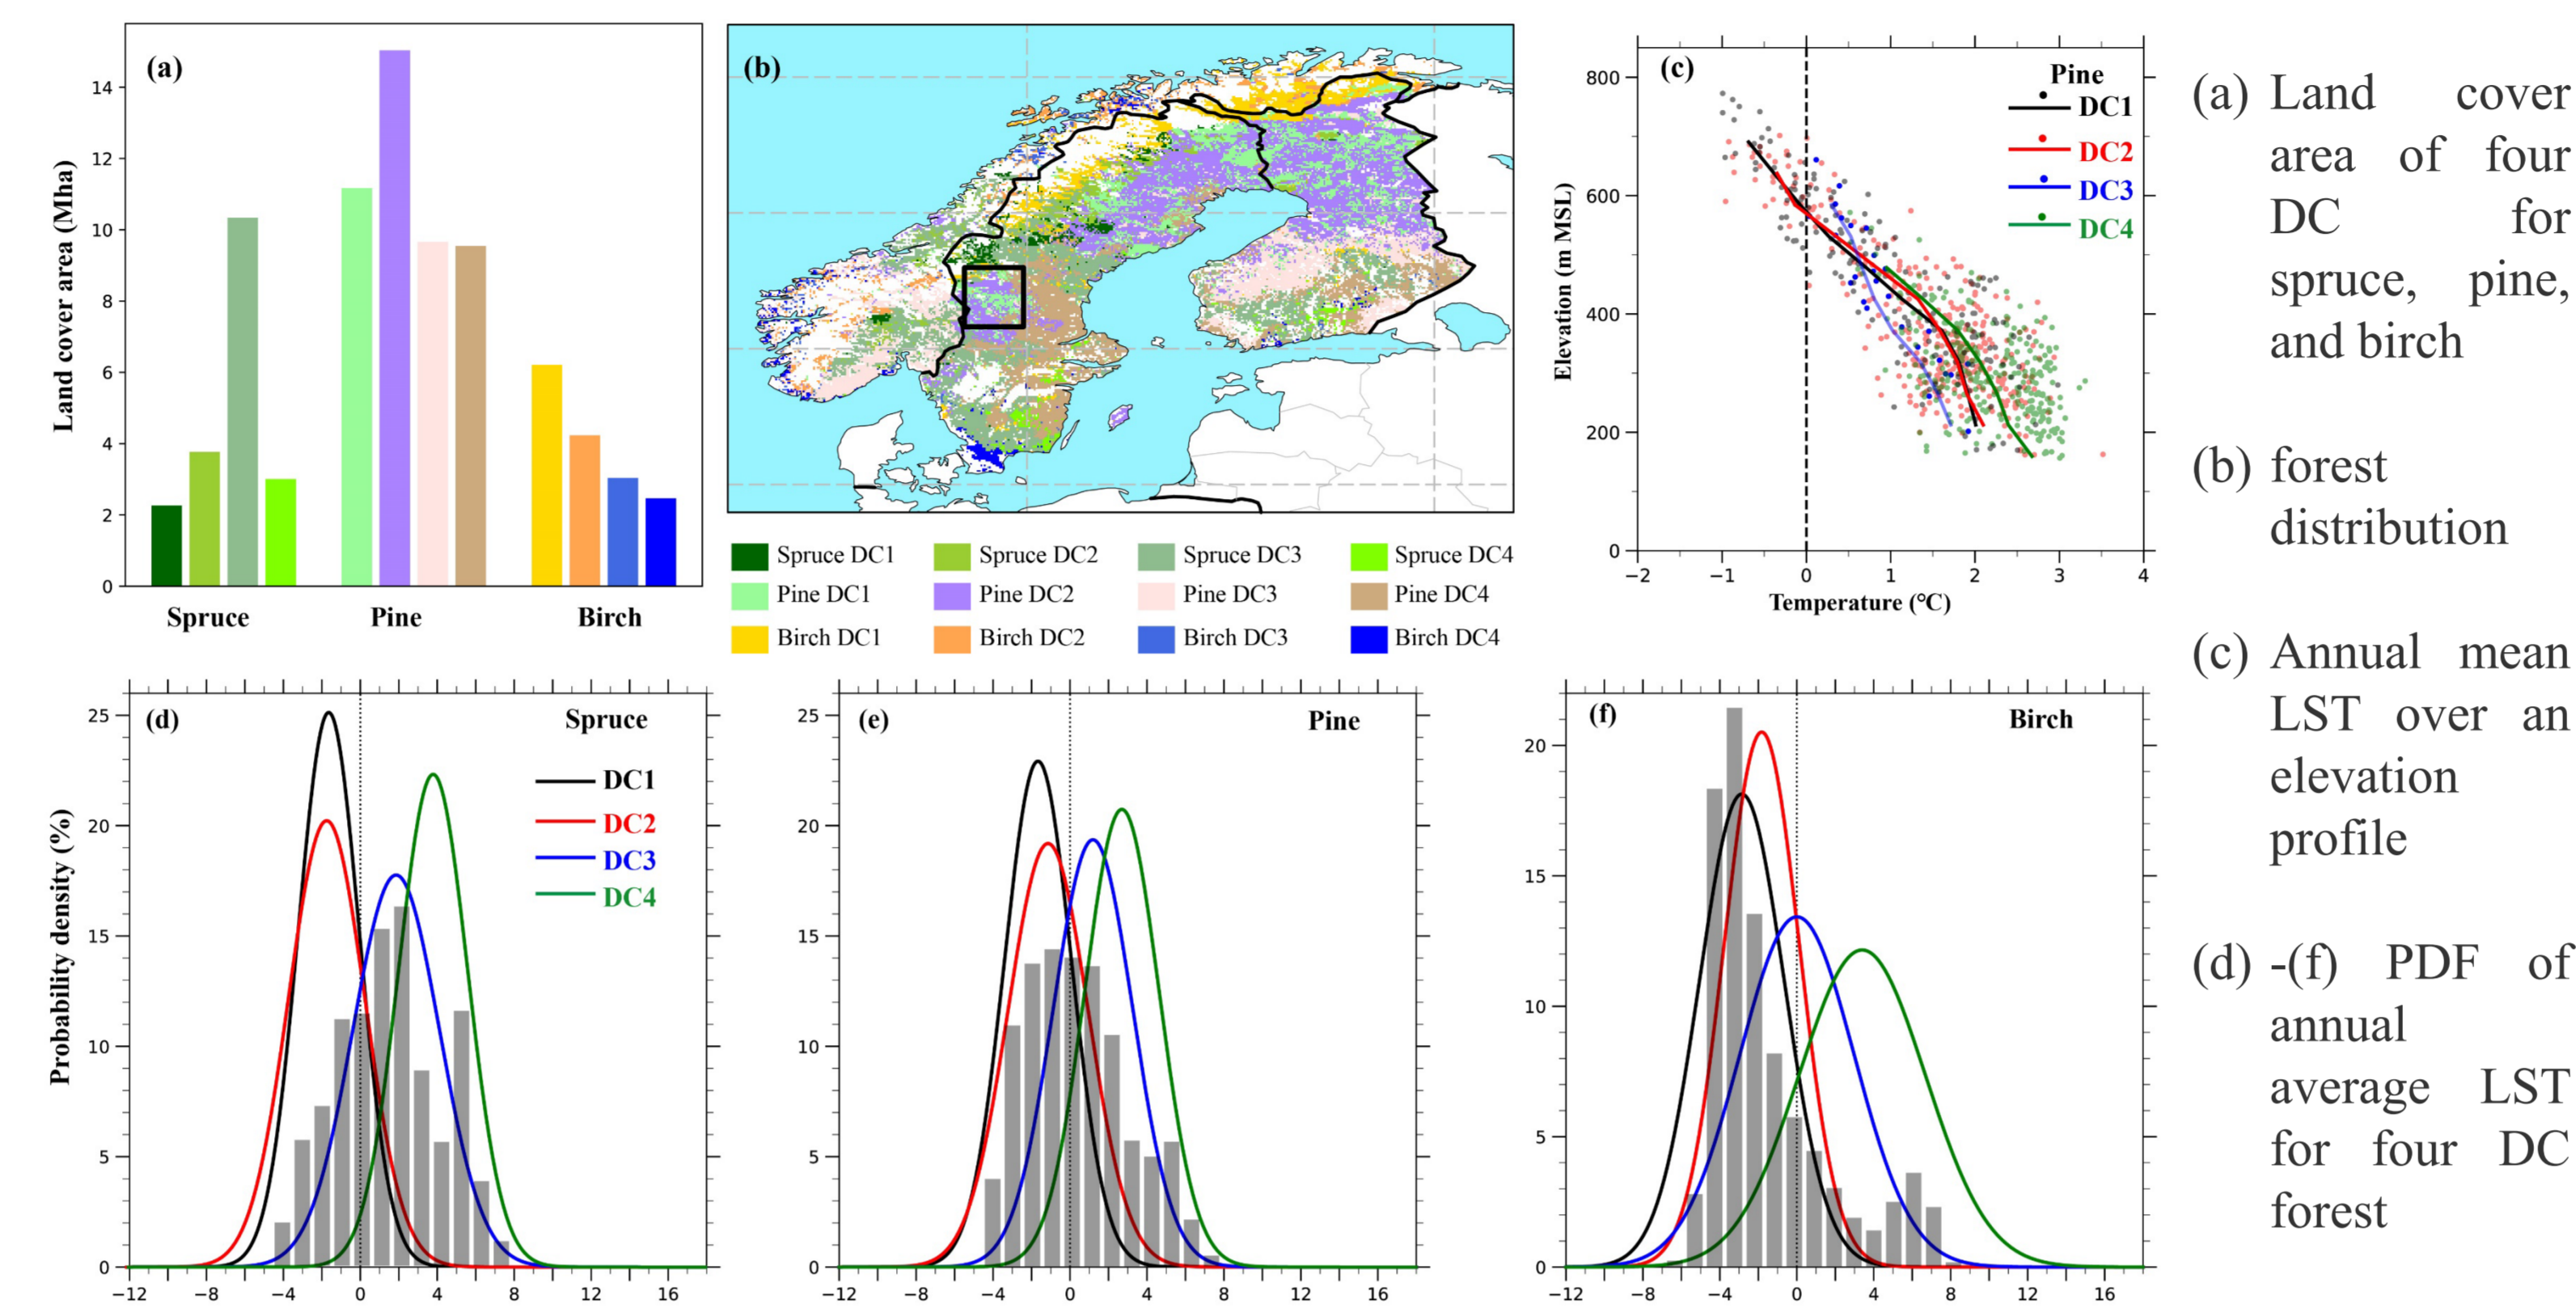 (a)
14
12
10
8
6
4
2
0
Land cover area (Mha)
Spruce Pine Birch
(b)
Spruce DC1 Spruce DC2 Spruce DC3 Spruce DC4
Pine DC1 Pine DC2 Pine DC3 Pine DC4
Birch DC1 Birch DC2 Birch DC3 Birch DC4
(c)
Pine
DC1
DC2
DC3
DC4
800
600
400
200
0
Elevation (m MSL)
−2 −1 0 1 2 3 4
Temperature (°C)
(a) Land cover
area of four
DC for
spruce, pine,
and birch
(b) forest
distribution
(c) Annual mean
LST over an
elevation
profile
(d) -(f) PDF of
annual
average LST
for four DC
forest
(d) Spruce
DC1
DC2
DC3
DC4
25
20
15
10
5
0
Probability density (%)
−12 −8 −4 0 4 8 12 16
(e) Pine
25
20
15
10
5
0
−12 −8 −4 0 4 8 12 16
(f) Birch
20
15
10
5
0
−12 −8 −4 0 4 8 12 16